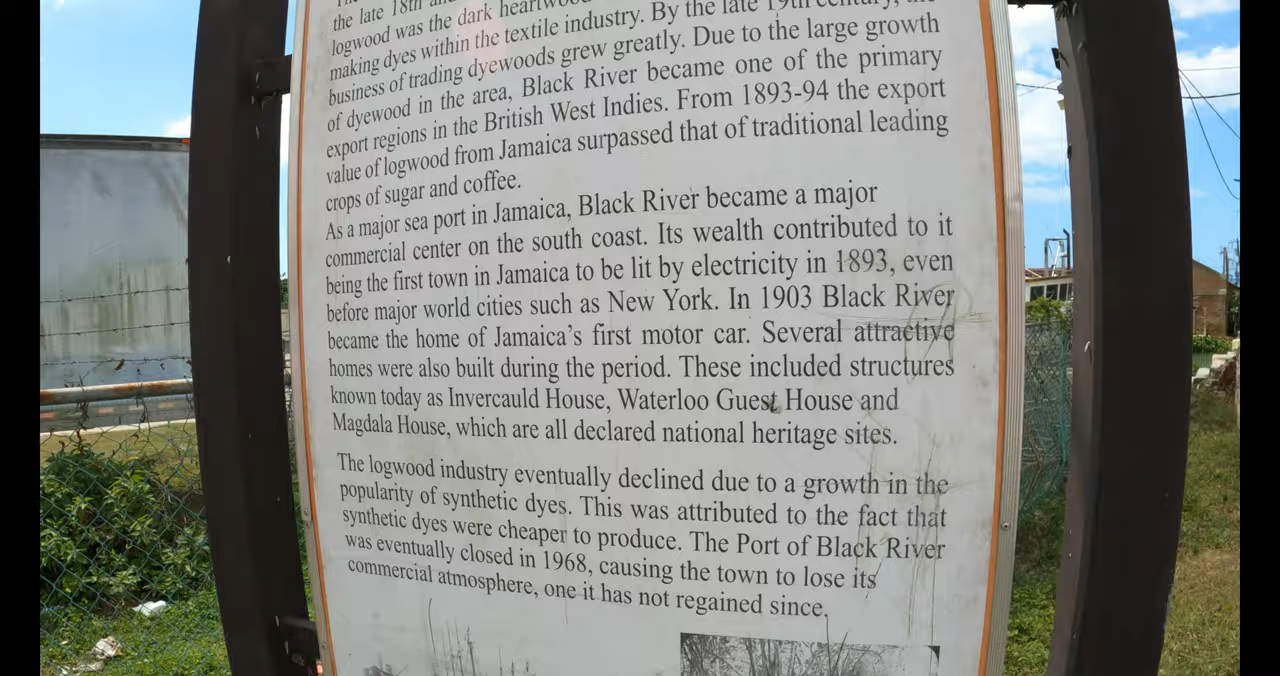 the late 18th and
logwood was the dark heartwood
making dyes within the textile industry. By the late 19th century, the
business of trading dyewoods grew greatly. Due to the large growth
of dyewood in the area, Black River became one of the primary
export regions in the British West Indies. From 1893-94 the export
value of logwood from Jamaica surpassed that of traditional leading
crops of sugar and coffee.
As a major sea port in Jamaica, Black River became a major
commercial center on the south coast. Its wealth contributed to it
being the first town in Jamaica to be lit by electricity in 1893, even
before major world cities such as New York. In 1903 Black River
became the home of Jamaica's first motor car. Several attractive
homes were also built during the period. These included structures
known today as Invercauld House, Waterloo Guest House and
Magdala House, which are all declared national heritage sites.
The logwood industry eventually declined due to a growth in the
popularity of synthetic dyes. This was attributed to the fact that
synthetic dyes were cheaper to produce. The Port of Black River
was eventually closed in 1968, causing the town to lose its
commercial atmosphere, one it has not regained since.